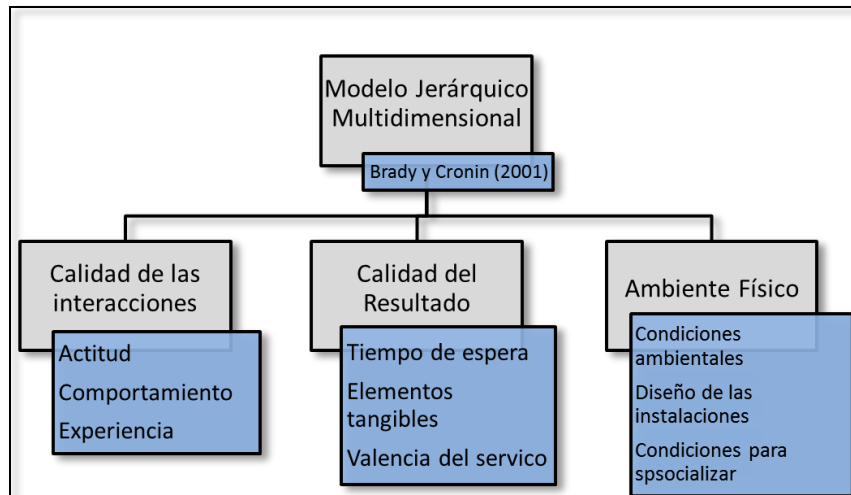 Modelo Jerárquico
Multidimensional
Brady y Cronin (2001)
Calidad de las
interacciones
Actitud
Comportamiento
Experiencia
Calidad del
Resultado
Tiempo de espera
Elementos
tangibles
Valencia del servico
Ambiente Físico
Condiciones
ambientales
Diseño de las
instalaciones
Condiciones para
spsocializar